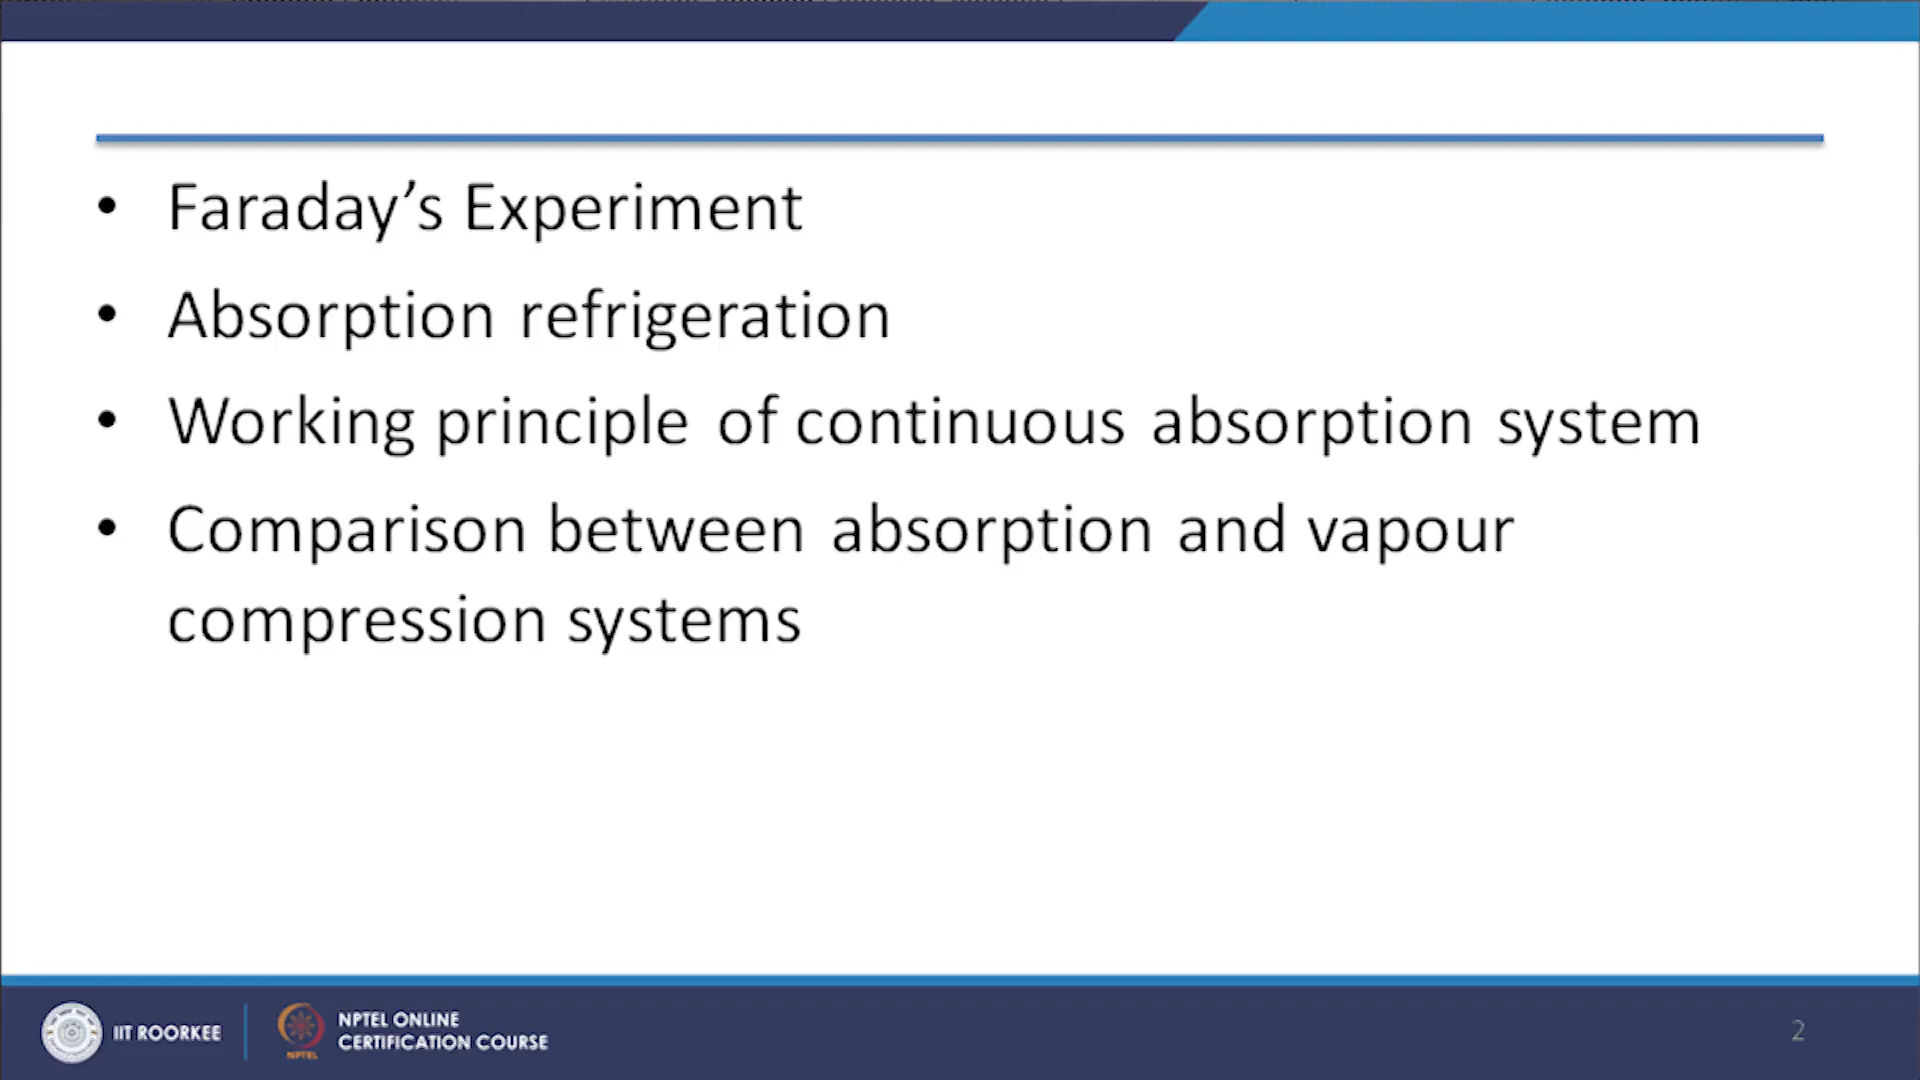 • Faraday’s Experiment
• Absorption refrigeration
• Working principle of continuous absorption system
• Comparison between absorption and vapour
compression systems
IIT ROORKEE
NPTEL
NPTEL ONLINE
CERTIFICATION COURSE
2